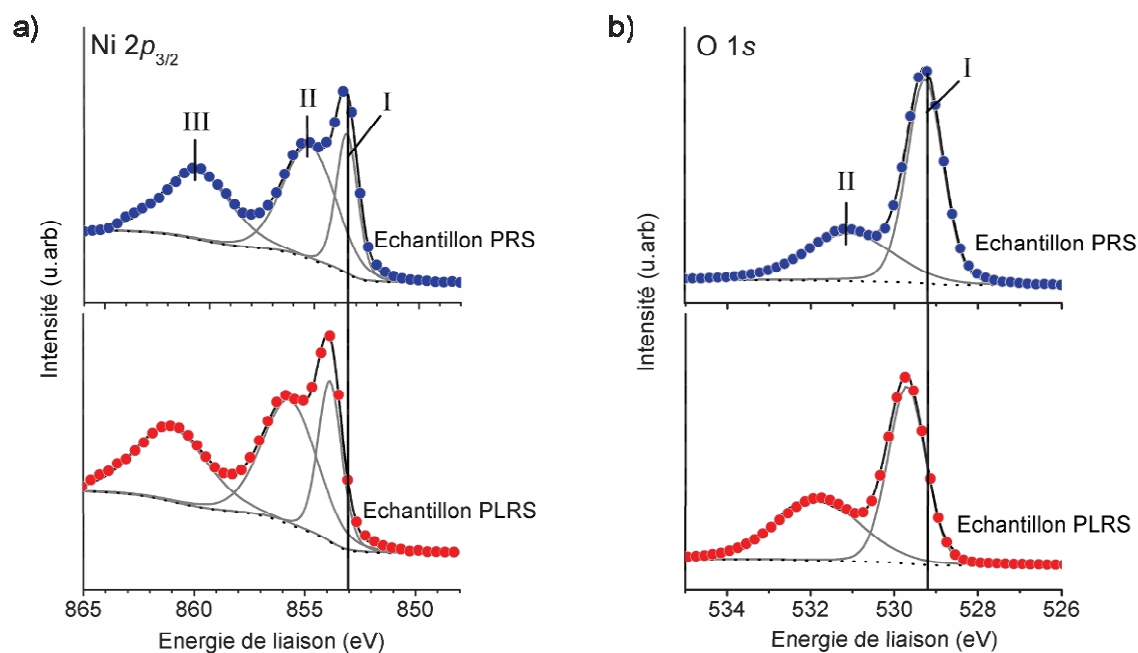 a)
Ni 2p3/2
III
II
I
Echantillon PRS
Echantillon PLRS
Intensité (u.arb)
865
860
855
850
Energie de liaison (eV)
b)
O 1s
I
II
Echantillon PRS
Echantillon PLRS
Intensité (u.arb)
534
532
530
528
526
Energie de liaison (eV)